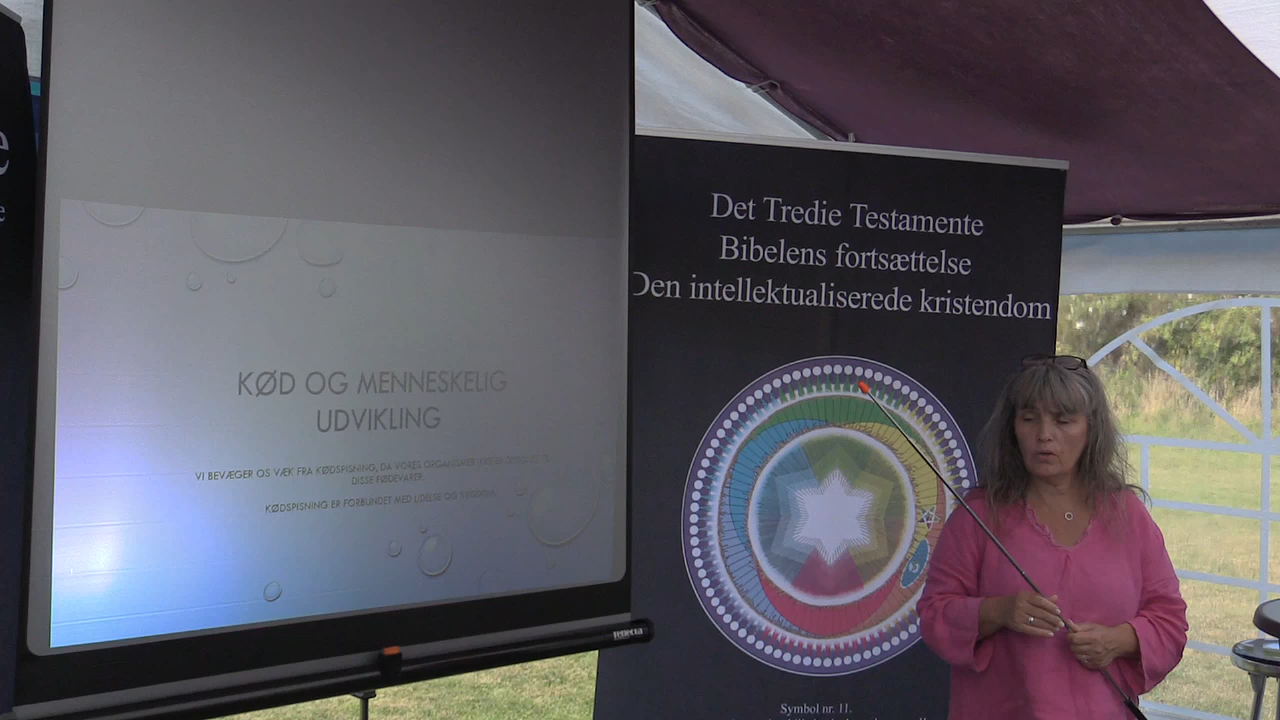 e
e
KØD OG MENNESKELIG
UDVIKLING
VI BEVÆGER OS VÆK FRA KØDSPISNING, DA VORES ORGANISMER
DISSE FØDEVARER.
KØDSPISNING ER FORBUNDET MED LIDELSE OG
Det Tredie Testamente
Bibelens fortsættelse
Den intellektualiserede kristendom
Symbol nr. 11.